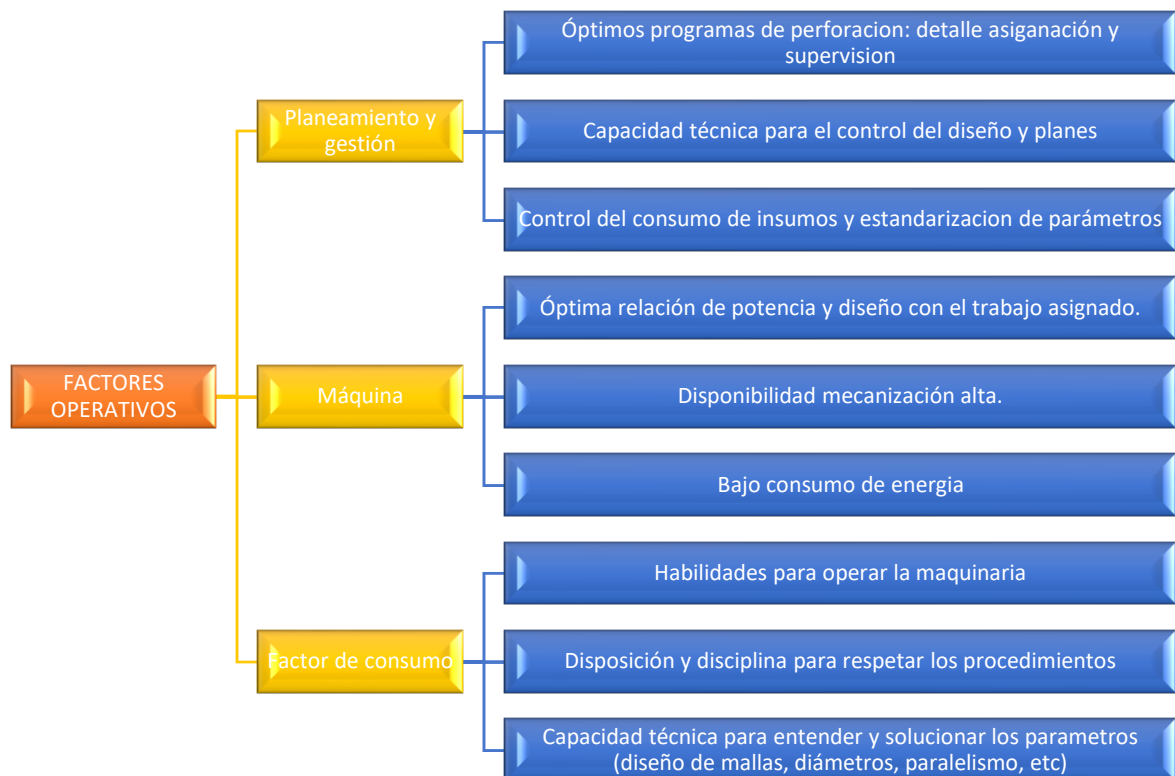 FACTORES
OPERATIVOS
Planeamiento y
gestión
Óptimos programas de perforacion: detalle asiganación y
supervision
Capacidad técnica para el control del diseño y planes
Control del consumo de insumos y estandarizacion de parámetros
Máquina
Óptima relación de potencia y diseño con el trabajo asignado.
Disponibilidad mecanización alta.
Bajo consumo de energia
Factor de consumo
Habilidades para operar la maquinaria
Disposición y disciplina para respetar los procedimientos
Capacidad técnica para entender y solucionar los parametros
(diseño de mallas, diámetros, paralelismo, etc)